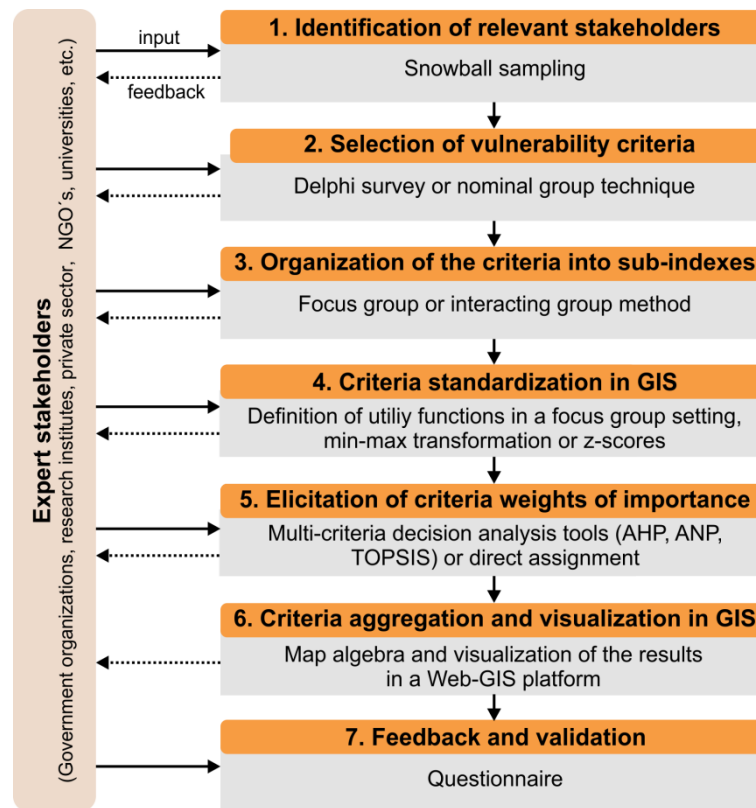 Expert stakeholders
(Government organizations, research institutes, private sector, NGO´s, universities, etc.)
input
feedback
1. Identification of relevant stakeholders
Snowball sampling
2. Selection of vulnerability criteria
Delphi survey or nominal group technique
3. Organization of the criteria into sub-indexes
Focus group or interacting group method
4. Criteria standardization in GIS
Definition of utiliy functions in a focus group setting,
min-max transformation or z-scores
5. Elicitation of criteria weights of importance
Multi-criteria decision analysis tools (AHP, ANP,
TOPSIS) or direct assignment
6. Criteria aggregation and visualization in GIS
Map algebra and visualization of the results
in a Web-GIS platform
7. Feedback and validation
Questionnaire